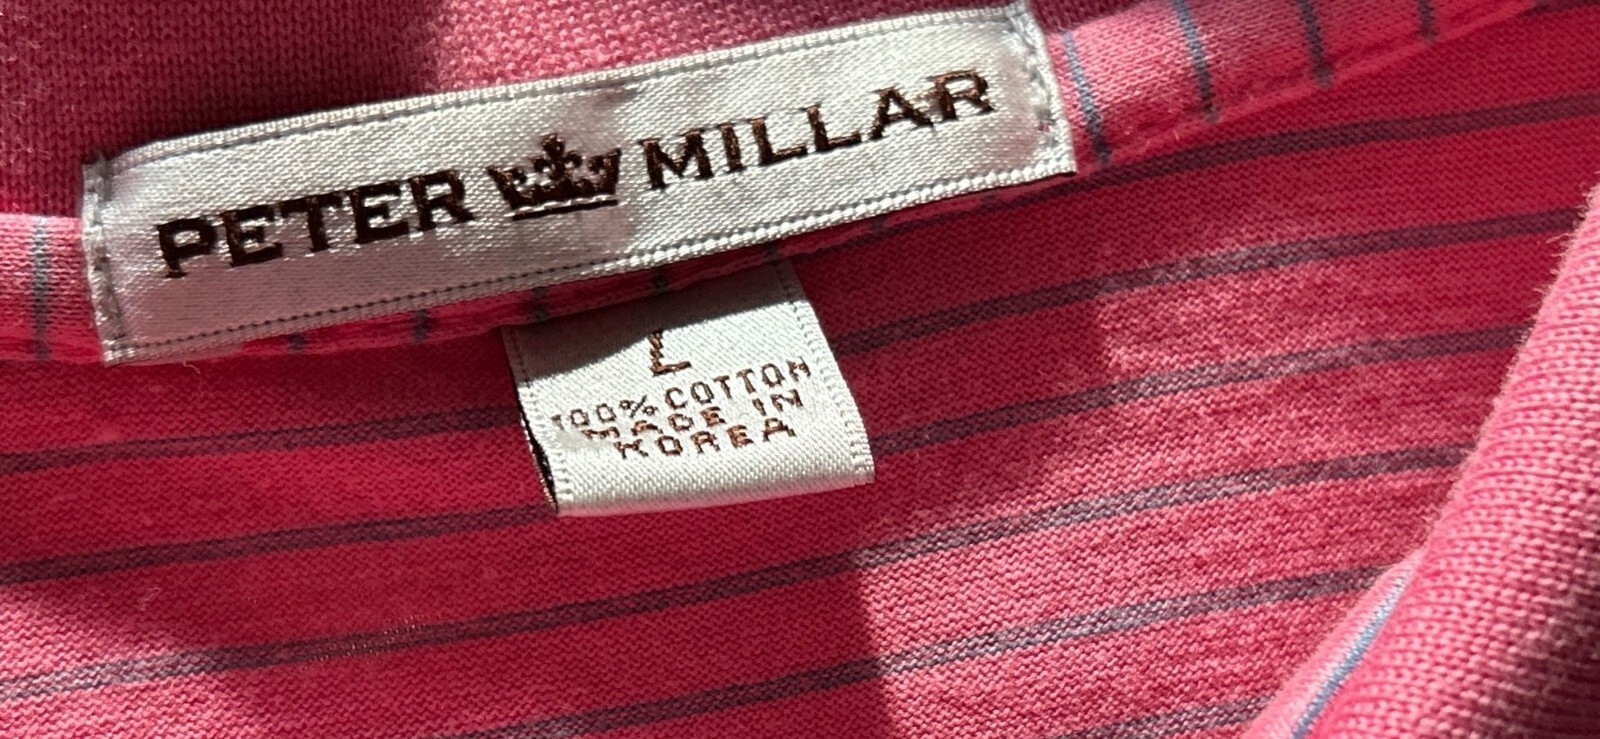 PETER MILLAR
L
100% COTTON
MADE IN
KOREA